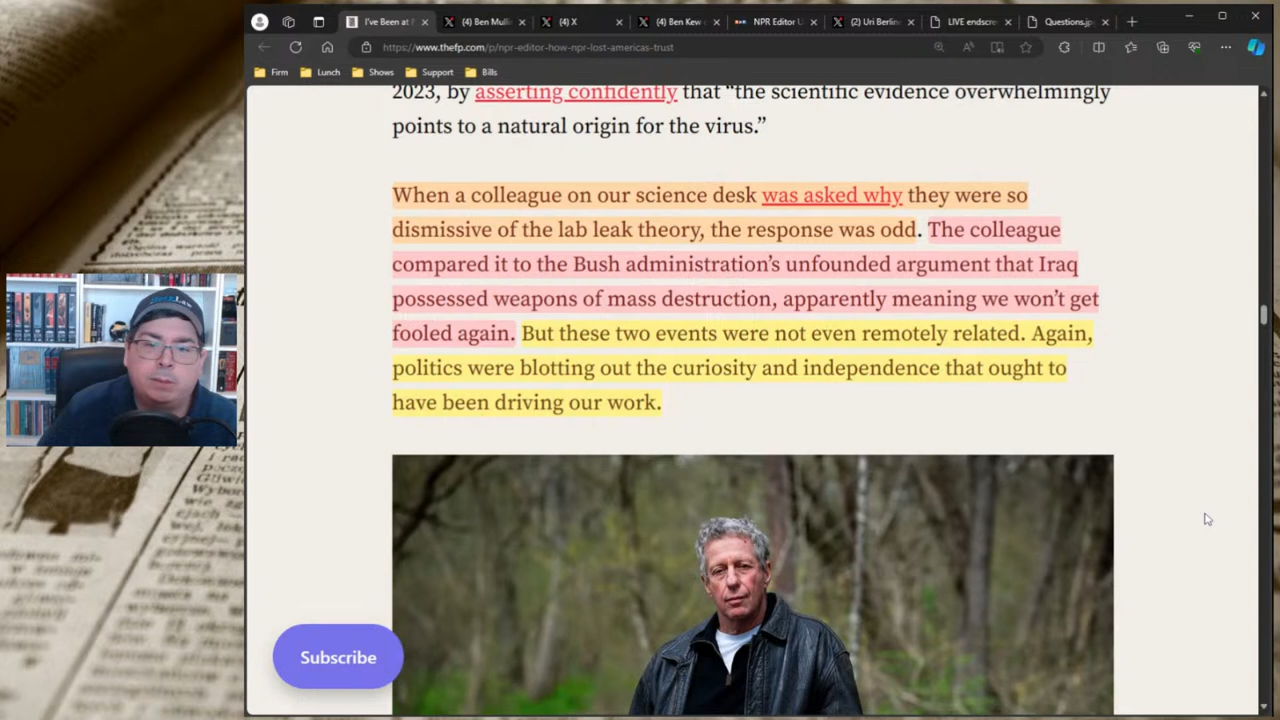 I've Been at
(4) Ben Mulli
(4) X
(4) Ben Kew
NPR Editor U
(2) Uri Berlin
LIVE endscre
Questions.jp
https://www.thefp.com/p/npr-editor-how-npr-lost-americas-trust
Firm
Lunch
Shows
Support
Bills
2023, by asserting confidently that “the scientific evidence overwhelmingly
points to a natural origin for the virus.”
When a colleague on our science desk was asked why they were so
dismissive of the lab leak theory, the response was odd. The colleague
compared it to the Bush administration’s unfounded argument that Iraq
possessed weapons of mass destruction, apparently meaning we won’t get
fooled again. But these two events were not even remotely related. Again,
politics were blotting out the curiosity and independence that ought to
have been driving our work.
Subscribe